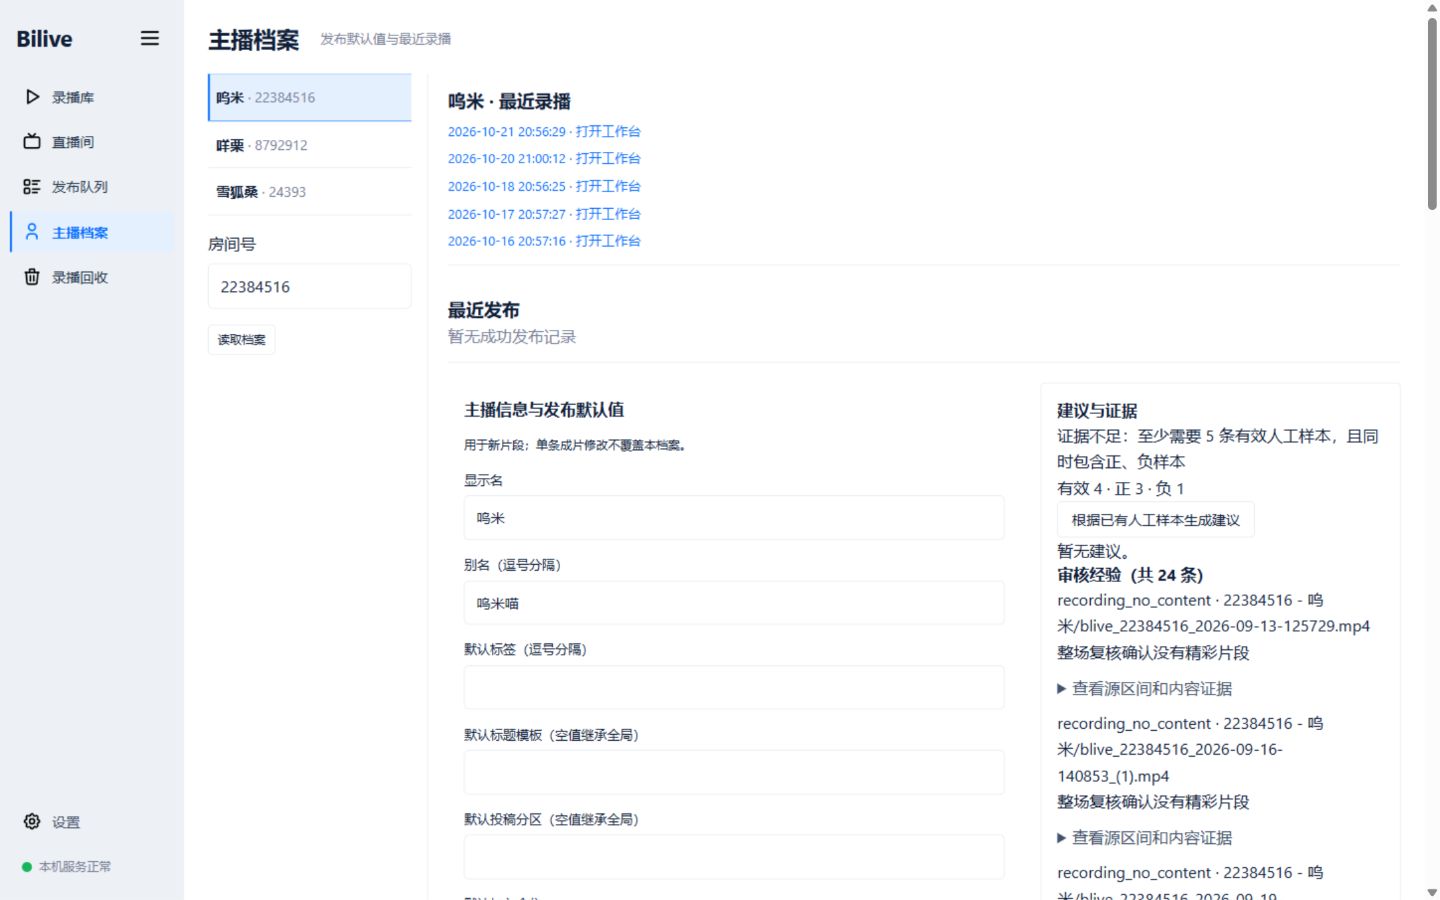 Bilive
录播库
直播间
发布队列
主播档案
录播回收
设置
本机服务正常
主播档案 发布默认值与最近录播
呜米 · 22384516
咩栗 · 8792912
雪狐桑 · 24393
房间号
22384516
读取档案
呜米 · 最近录播
2026-10-21 20:56:29 · 打开工作台
2026-10-20 21:00:12 · 打开工作台
2026-10-18 20:56:25 · 打开工作台
2026-10-17 20:57:27 · 打开工作台
2026-10-16 20:57:16 · 打开工作台
最近发布
暂无成功发布记录
主播信息与发布默认值
用于新片段；单条成片修改不覆盖本档案。
显示名
呜米
别名（逗号分隔）
呜米喵
默认标签（逗号分隔）
默认标题模板（空值继承全局）
默认投稿分区（空值继承全局）
建议与证据
证据不足：至少需要 5 条有效人工样本，且同
时包含正、负样本
有效 4 · 正 3 · 负 1
根据已有人工样本生成建议
暂无建议。
审核经验（共 24 条）
recording_no_content · 22384516 - 呜
米/blive_22384516_2026-09-13-125729.mp4
整场复核确认没有精彩片段
查看源区间和内容证据
recording_no_content · 22384516 - 呜
米/blive_22384516_2026-09-16-
140853_(1).mp4
整场复核确认没有精彩片段
查看源区间和内容证据
recording_no_content · 22384516 - 呜
米/blive_22384516_2026-09-19-